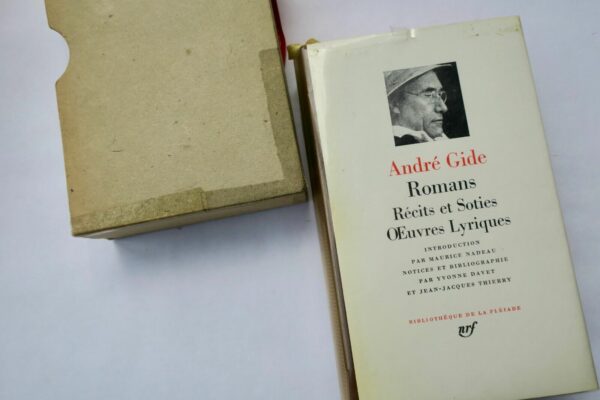 André Gide
Romans
Récits et Soties
Œuvres Lyriques
INTRODUCTION
PAR MAURICE NADEAU
NOTICES ET BIBLIOGRAPHIE
PAR YVONNE DAVET
ET JEAN-JACQUES THIERRY
BIBLIOTHÈQUE DE LA PLÉIADE
nrf